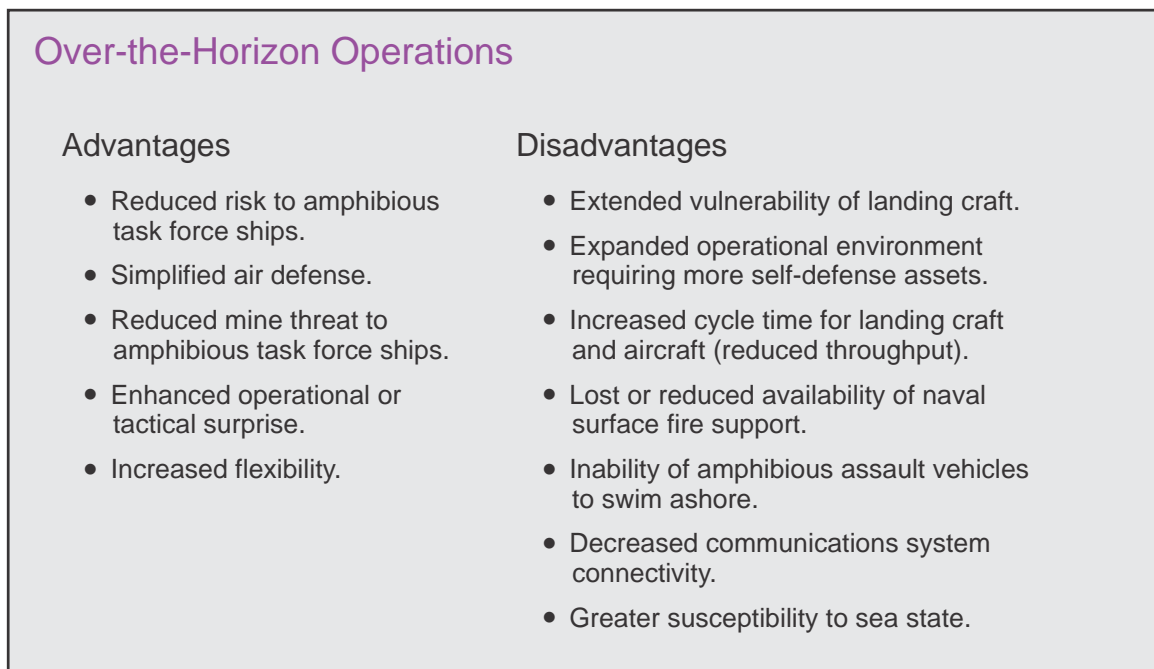 Over-the-Horizon Operations
Advantages
• Reduced risk to amphibious
task force ships.
• Simplified air defense.
• Reduced mine threat to
amphibious task force ships.
• Enhanced operational or
tactical surprise.
• Increased flexibility.
Disadvantages
• Extended vulnerability of landing craft.
• Expanded operational environment
requiring more self-defense assets.
• Increased cycle time for landing craft
and aircraft (reduced throughput).
• Lost or reduced availability of naval
surface fire support.
• Inability of amphibious assault vehicles
to swim ashore.
• Decreased communications system
connectivity.
• Greater susceptibility to sea state.